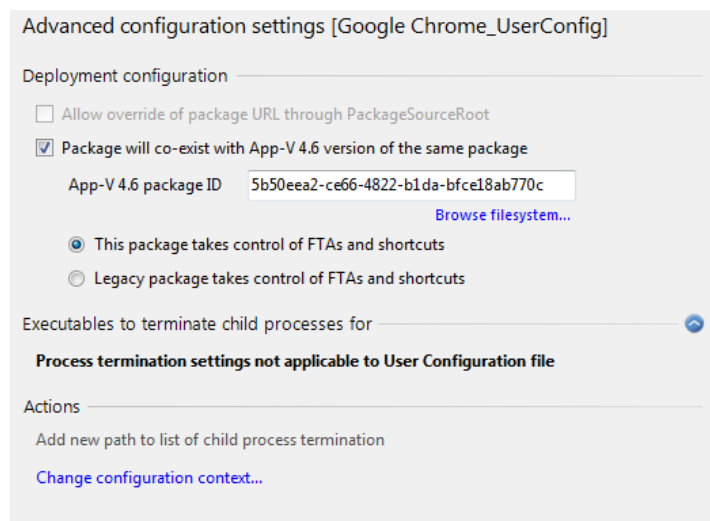 Advanced configuration settings [Google Chrome_UserConfig]
Deployment configuration
Allow override of package URL through PackageSourceRoot
Package will co-exist with App-V 4.6 version of the same package
App-V 4.6 package ID 5b50eea2-ce66-4822-b1da-bfce18ab770c
Browse filesystem...
This package takes control of FTAs and shortcuts
Legacy package takes control of FTAs and shortcuts
Executables to terminate child processes for
Process termination settings not applicable to User Configuration file
Actions
Add new path to list of child process termination
Change configuration context...